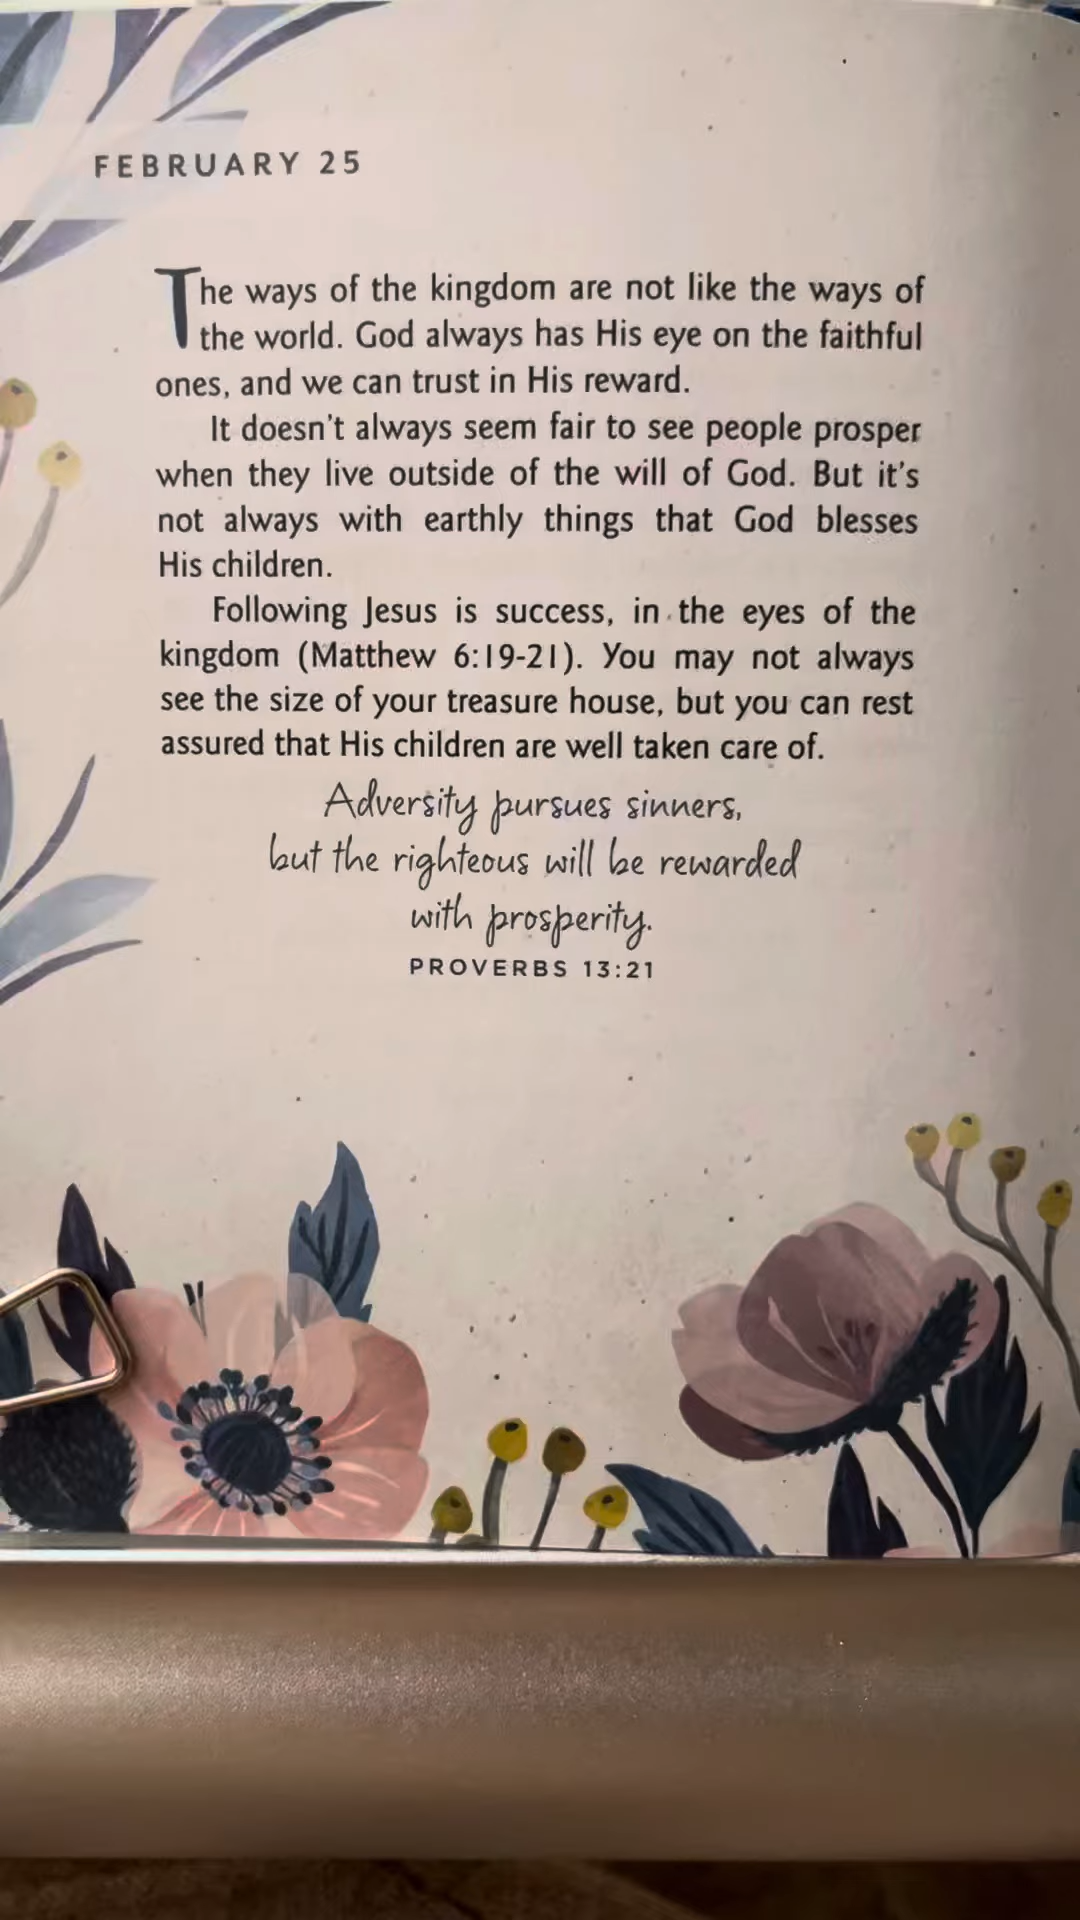 FEBRUARY 25
The ways of the kingdom are not like the ways of
the world. God always has His eye on the faithful
ones, and we can trust in His reward.
It doesn't always seem fair to see people prosper
when they live outside of the will of God. But it's
not always with earthly things that God blesses
His children.
Following Jesus is success, in the eyes of the
kingdom (Matthew 6:19-21). You may not always
see the size of your treasure house, but you can rest
assured that His children are well taken care of.
Adversity pursues sinners,
but the righteous will be rewarded
with prosperity.
PROVERBS 13:21